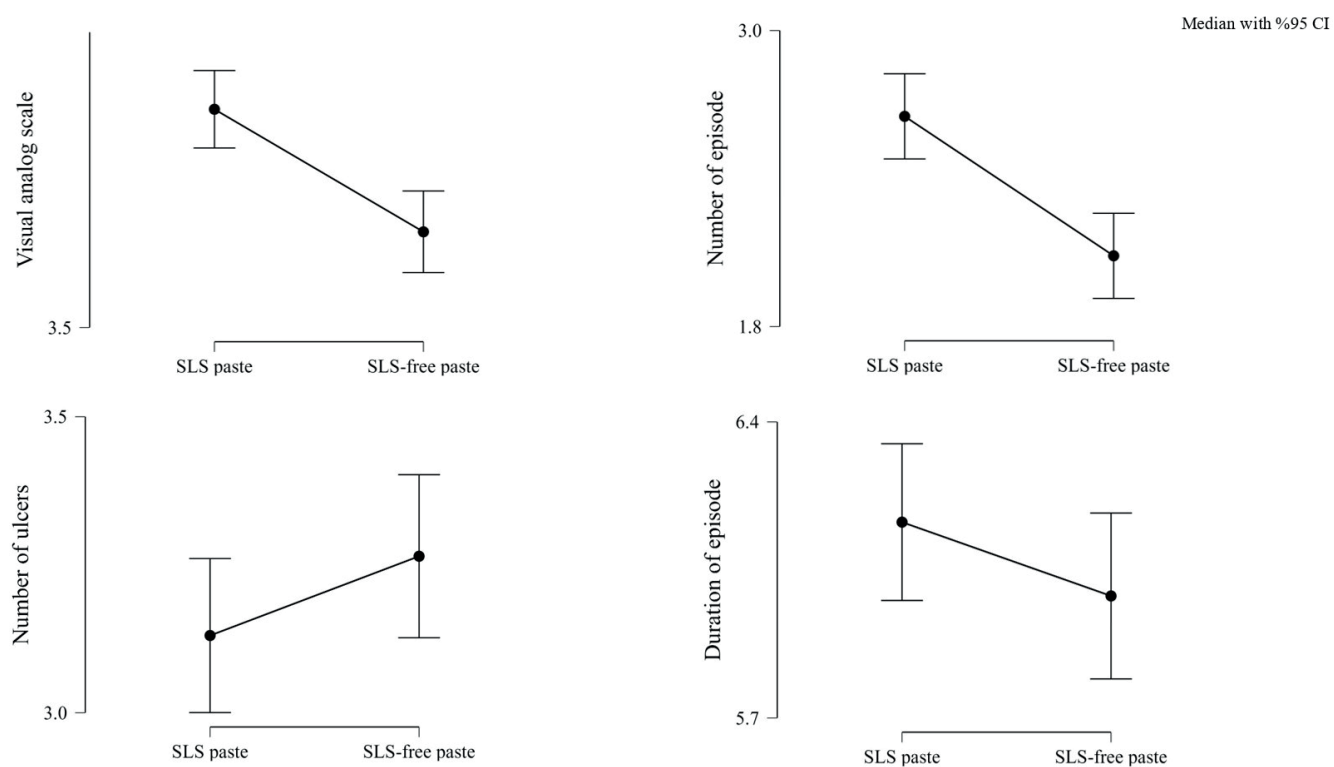 Median with %95 CI
Visual analog scale
3.5
SLS paste
SLS-free paste
3.0
Number of episode
1.8
SLS paste
SLS-free paste
3.5
Number of ulcers
3.0
SLS paste
SLS-free paste
6.4
Duration of episode
5.7
SLS paste
SLS-free paste